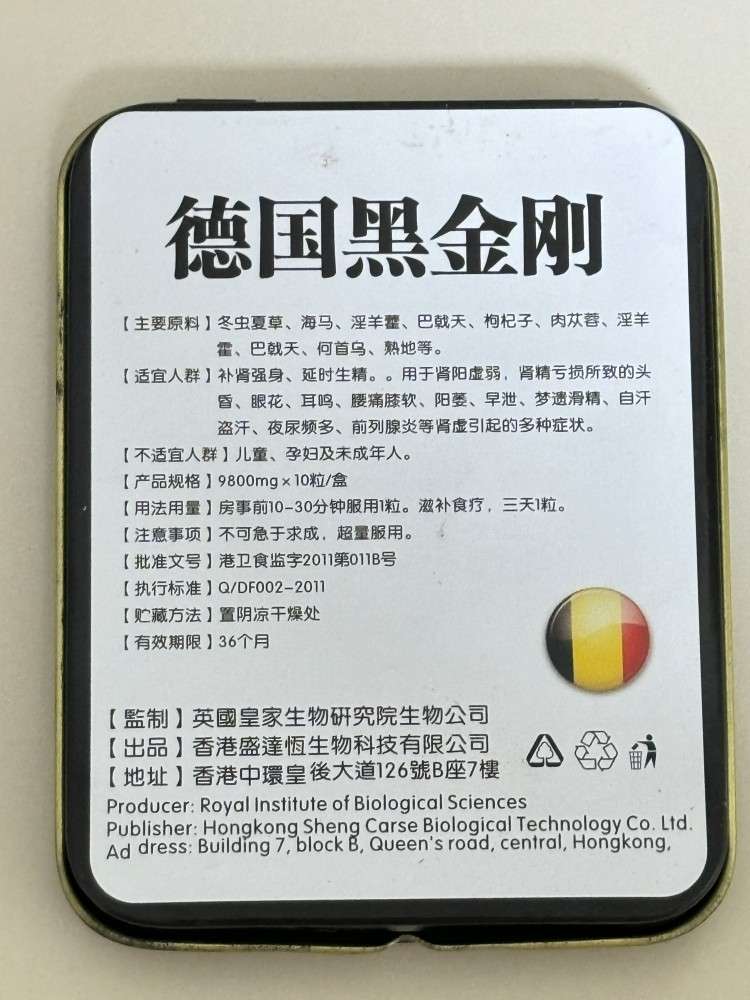 德国黑金刚
【主要原料】冬虫夏草、海马、淫羊藿、巴戟天、枸杞子、肉苁蓉、淫羊
霍、巴戟天、何首乌、熟地等。
【适宜人群】补肾强身、延时生精。。用于肾阳虚弱，肾精亏损所致的头
昏、眼花、耳鸣、腰痛膝软、阳萎、早泄、梦遗滑精、自汗
盗汗、夜尿频多、前列腺炎等肾虚引起的多种症状。
【不适宜人群】儿童、孕妇及未成年人。
【产品规格】9800mg×10粒/盒
【用法用量】房事前10-30分钟服用1粒。滋补食疗，三天1粒。
【注意事项】不可急于求成，超量服用。
【批准文号】港卫食监字2011第011B号
【执行标准】Q/DF002-2011
【贮藏方法】置阴凉干燥处
【有效期限】36个月
【監制】英國皇家生物研究院生物公司
【出品】香港盛達恆生物科技有限公司
【地址】香港中環皇後大道126號B座7樓
Producer: Royal Institute of Biological Sciences
Publisher: Hongkong Sheng Carse Biological Technology Co. Ltd.
Ad dress: Building 7, block B, Queen's road, central, Hongkong,